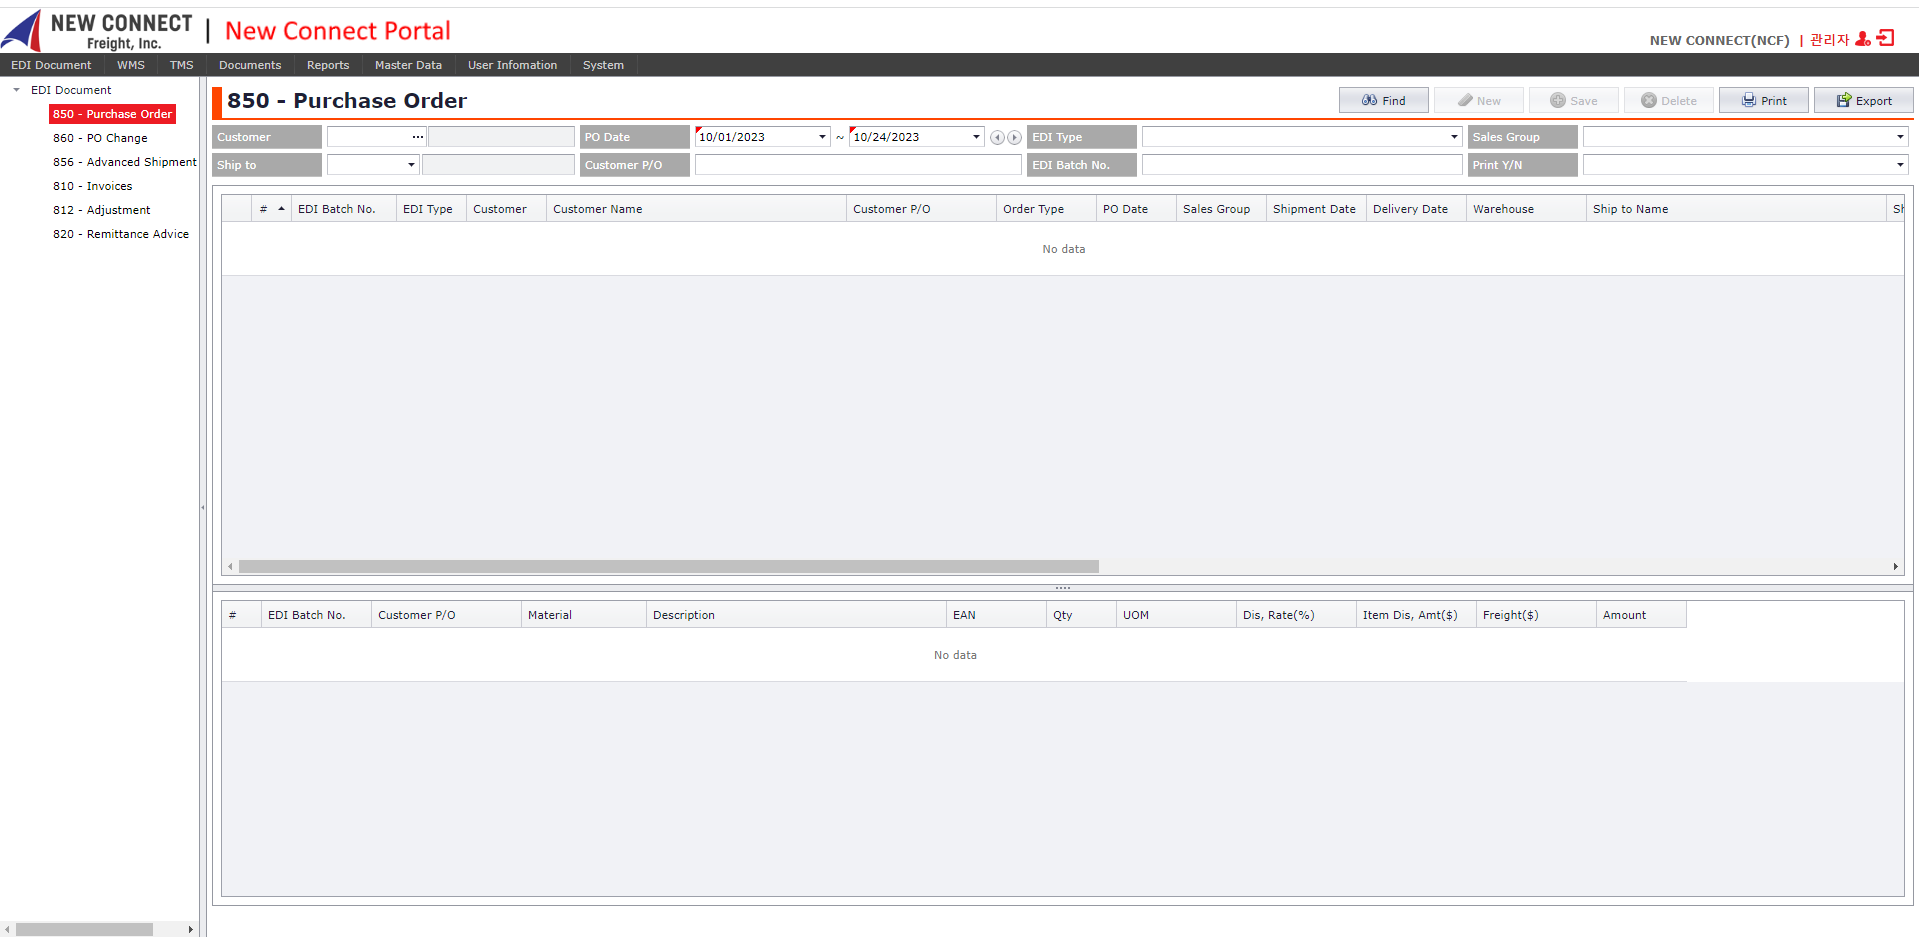 NEW CONNECT
Freight, Inc.
New Connect Portal
NEW CONNECT(NCF) | 관리자
EDI Document WMS TMS Documents Reports Master Data User Infomation System
EDI Document
850 - Purchase Order
860 - PO Change
856 - Advanced Shipment
810 - Invoices
812 - Adjustment
820 - Remittance Advice
850 - Purchase Order
Find New Save Delete Print Export
Customer ... PO Date 10/01/2023 ~ 10/24/2023 EDI Type Sales Group
Ship to Customer P/O EDI Batch No. Print Y/N
# EDI Batch No. EDI Type Customer Customer Name Customer P/O Order Type PO Date Sales Group Shipment Date Delivery Date Warehouse Ship to Name Sh
No data
# EDI Batch No. Customer P/O Material Description EAN Qty UOM Dis, Rate(%) Item Dis, Amt($) Freight($) Amount
No data